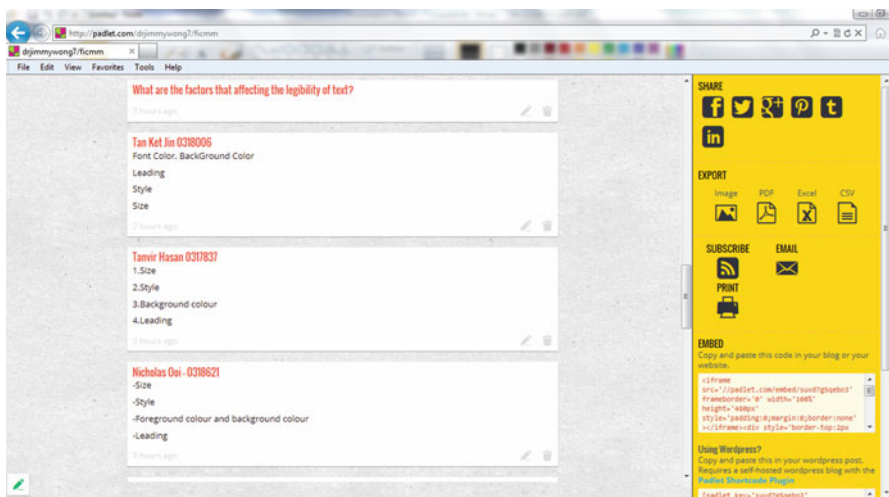 http://padlet.com/drjimmywong7/ficmm
drjimmywong7/ficmm
File Edit View Favorites Tools Help
What are the factors that affecting the legibility of text?
3 hours ago
Tan Ket Jin 0318006
Font Color, BackGround Color
Leading
Style
Size
2 hours ago
Tanvir Hasan 0317837
1.Size
2.Style
3.Background colour
4.Leading
3 hours ago
Nicholas Ooi - 0318621
-Size
-Style
-Foreground colour and background colour
-Leading
3 hours ago
SHARE
EXPORT
Image PDF Excel CSV
SUBSCRIBE EMAIL
PRINT
EMBED
Copy and paste this code in your blog or your
website.
<iframe
src="//padlet.com/embed/suvd7g5qebo3"
frameborder="0" width="100%"
height="480px"
style="padding:0;margin:0;border:none"
></iframe><div style="border-top:2px
Using Wordpress?
Copy and paste this in your wordpress post.
Requires a self-hosted wordpress blog with the
Padlet Shortcode Plugin
[padlet key='suvd7g5qebo3'